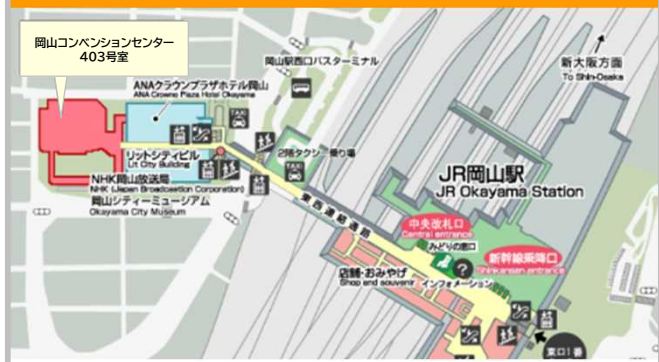 岡山コンベンションセンター
403号室
岡山駅西口バスターミナル
新大阪方面
To Shin-Osaka
ANAクラウンプラザホテル岡山
ANA Crowne Plaza Hotel Okayama
TAXI
リットシティビル
Lit City Building
2階タクシー乗り場
TAXI
NHK岡山放送局
NHK (Japan Broadcastion Corporation)
岡山シティーミュージアム
Okayama City Museum
JR岡山駅
JR Okayama Station
東西連絡通路
中央改札口
Central entrance
みどりの窓口
新幹線乗降口
Shinkansen entrance
店舗・おみやげ
Shop and souvenir
?
インフォメーション
東口1番